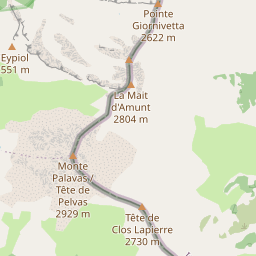 Pointe
Giornivetta
2622 m
Eypiol
551 m
La Mait
d'Amunt
2804 m
Monte
Palavas /
Tête de
Pelvas
2929 m
Tête de
Clos Lapierre
2730 m